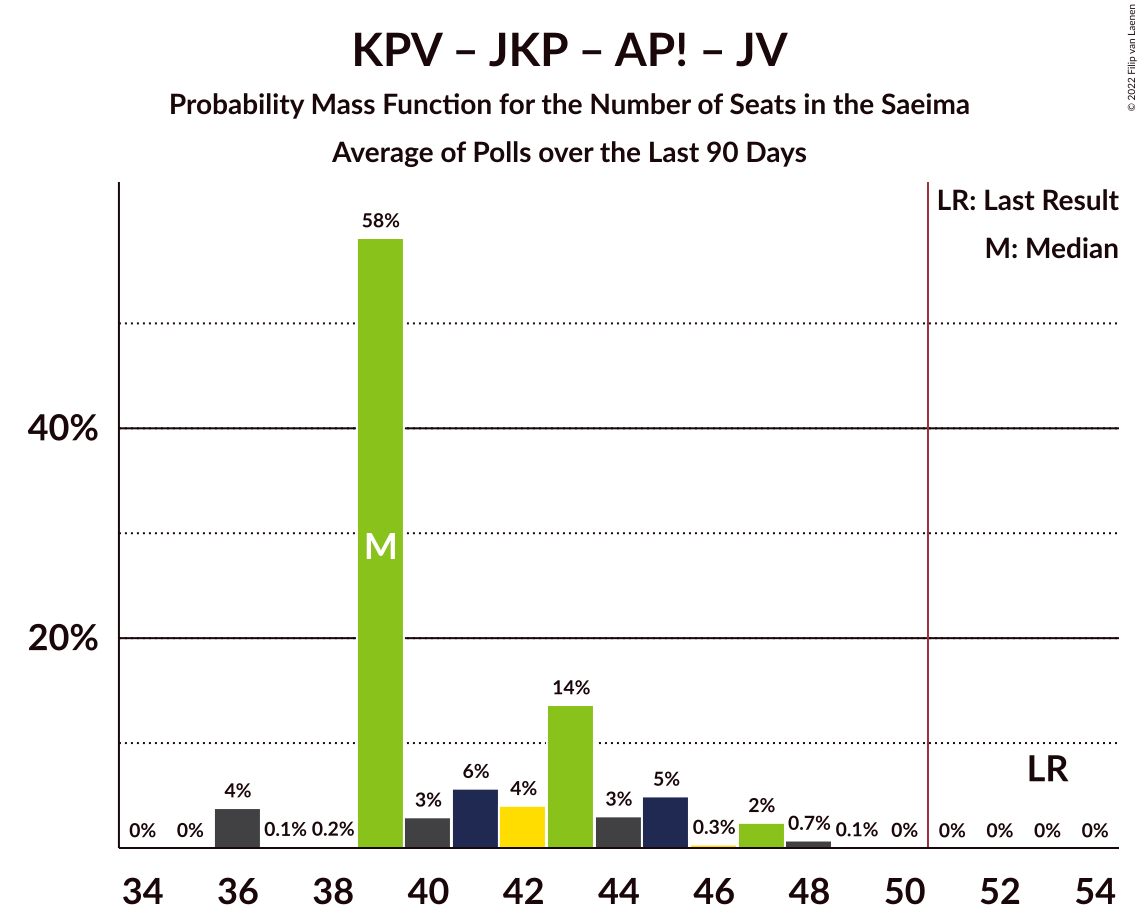 KPV – JKP – AP! – JV
Probability Mass Function for the Number of Seats in the Saeima
Average of Polls over the Last 90 Days
© 2022 Filip van Laenen
LR: Last Result
M: Median
58%
40%
M
20%
14%
LR
0% 0% 4% 0.1% 0.2% 3% 6% 4% 3% 5% 0.3% 2% 0.7% 0.1% 0% 0% 0% 0% 0%
34 36 38 40 42 44 46 48 50 52 54